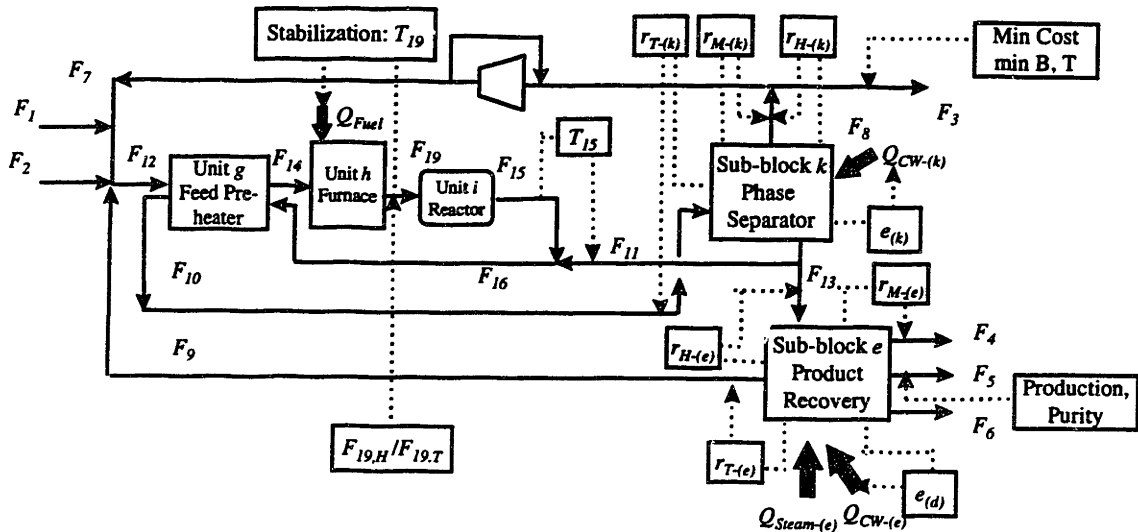 Stabilization: T19
rT-(k)
rM-(k)
rH-(k)
Min Cost
min B, T
F7
F3
F1
QFuel
F8
F2
F12
F14
F19
F15
T15
QCW-(k)
Unit g
Feed Pre-
heater
Unit h
Furnace
Unit i
Reactor
Sub-block k
Phase
Separator
e(k)
F10
F16
F11
F13
rM-(e)
F9
rH-(e)
Sub-block e
Product
Recovery
F4
F5
F6
Production,
Purity
F19,H/F19.T
rT-(e)
e(d)
QSteam-(e)
QCW-(e)